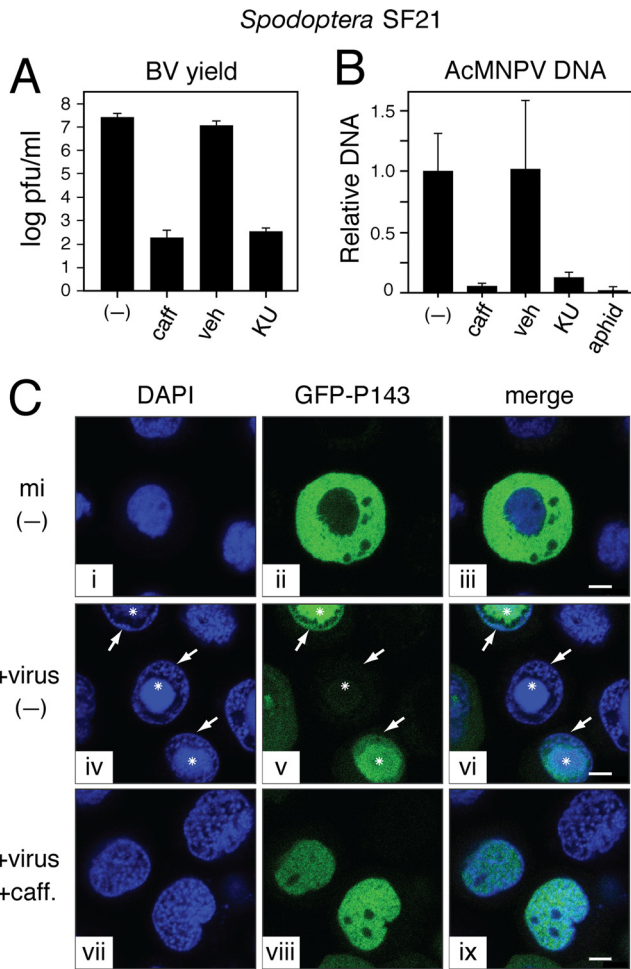 Spodoptera SF21
A
BV yield
log pfu/ml
8
7
6
5
4
3
2
1
0
(—)
caff
veh
KU
B
AcMNPV DNA
Relative DNA
1.5
1.0
0.5
0
(—)
caff
veh
KU
aphid
C
DAPI
GFP-P143
merge
mi
(—)
i
ii
iii
+virus
(—)
* * *
* * *
* * *
iv
v
vi
+virus
+caff.
vii
viii
ix